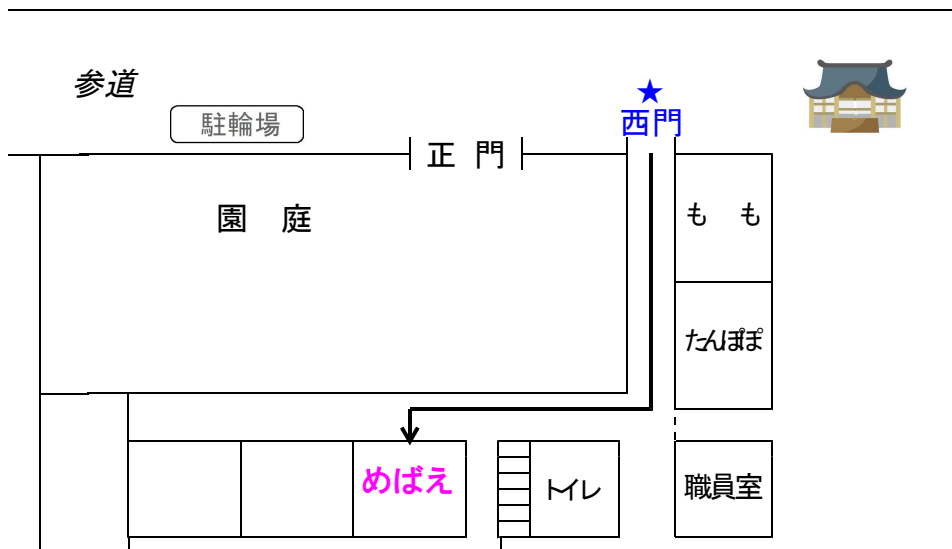 参道
★
西門
駐輪場
正 門
園 庭
も も
たんぽぽ
めばえ
トイレ
職員室